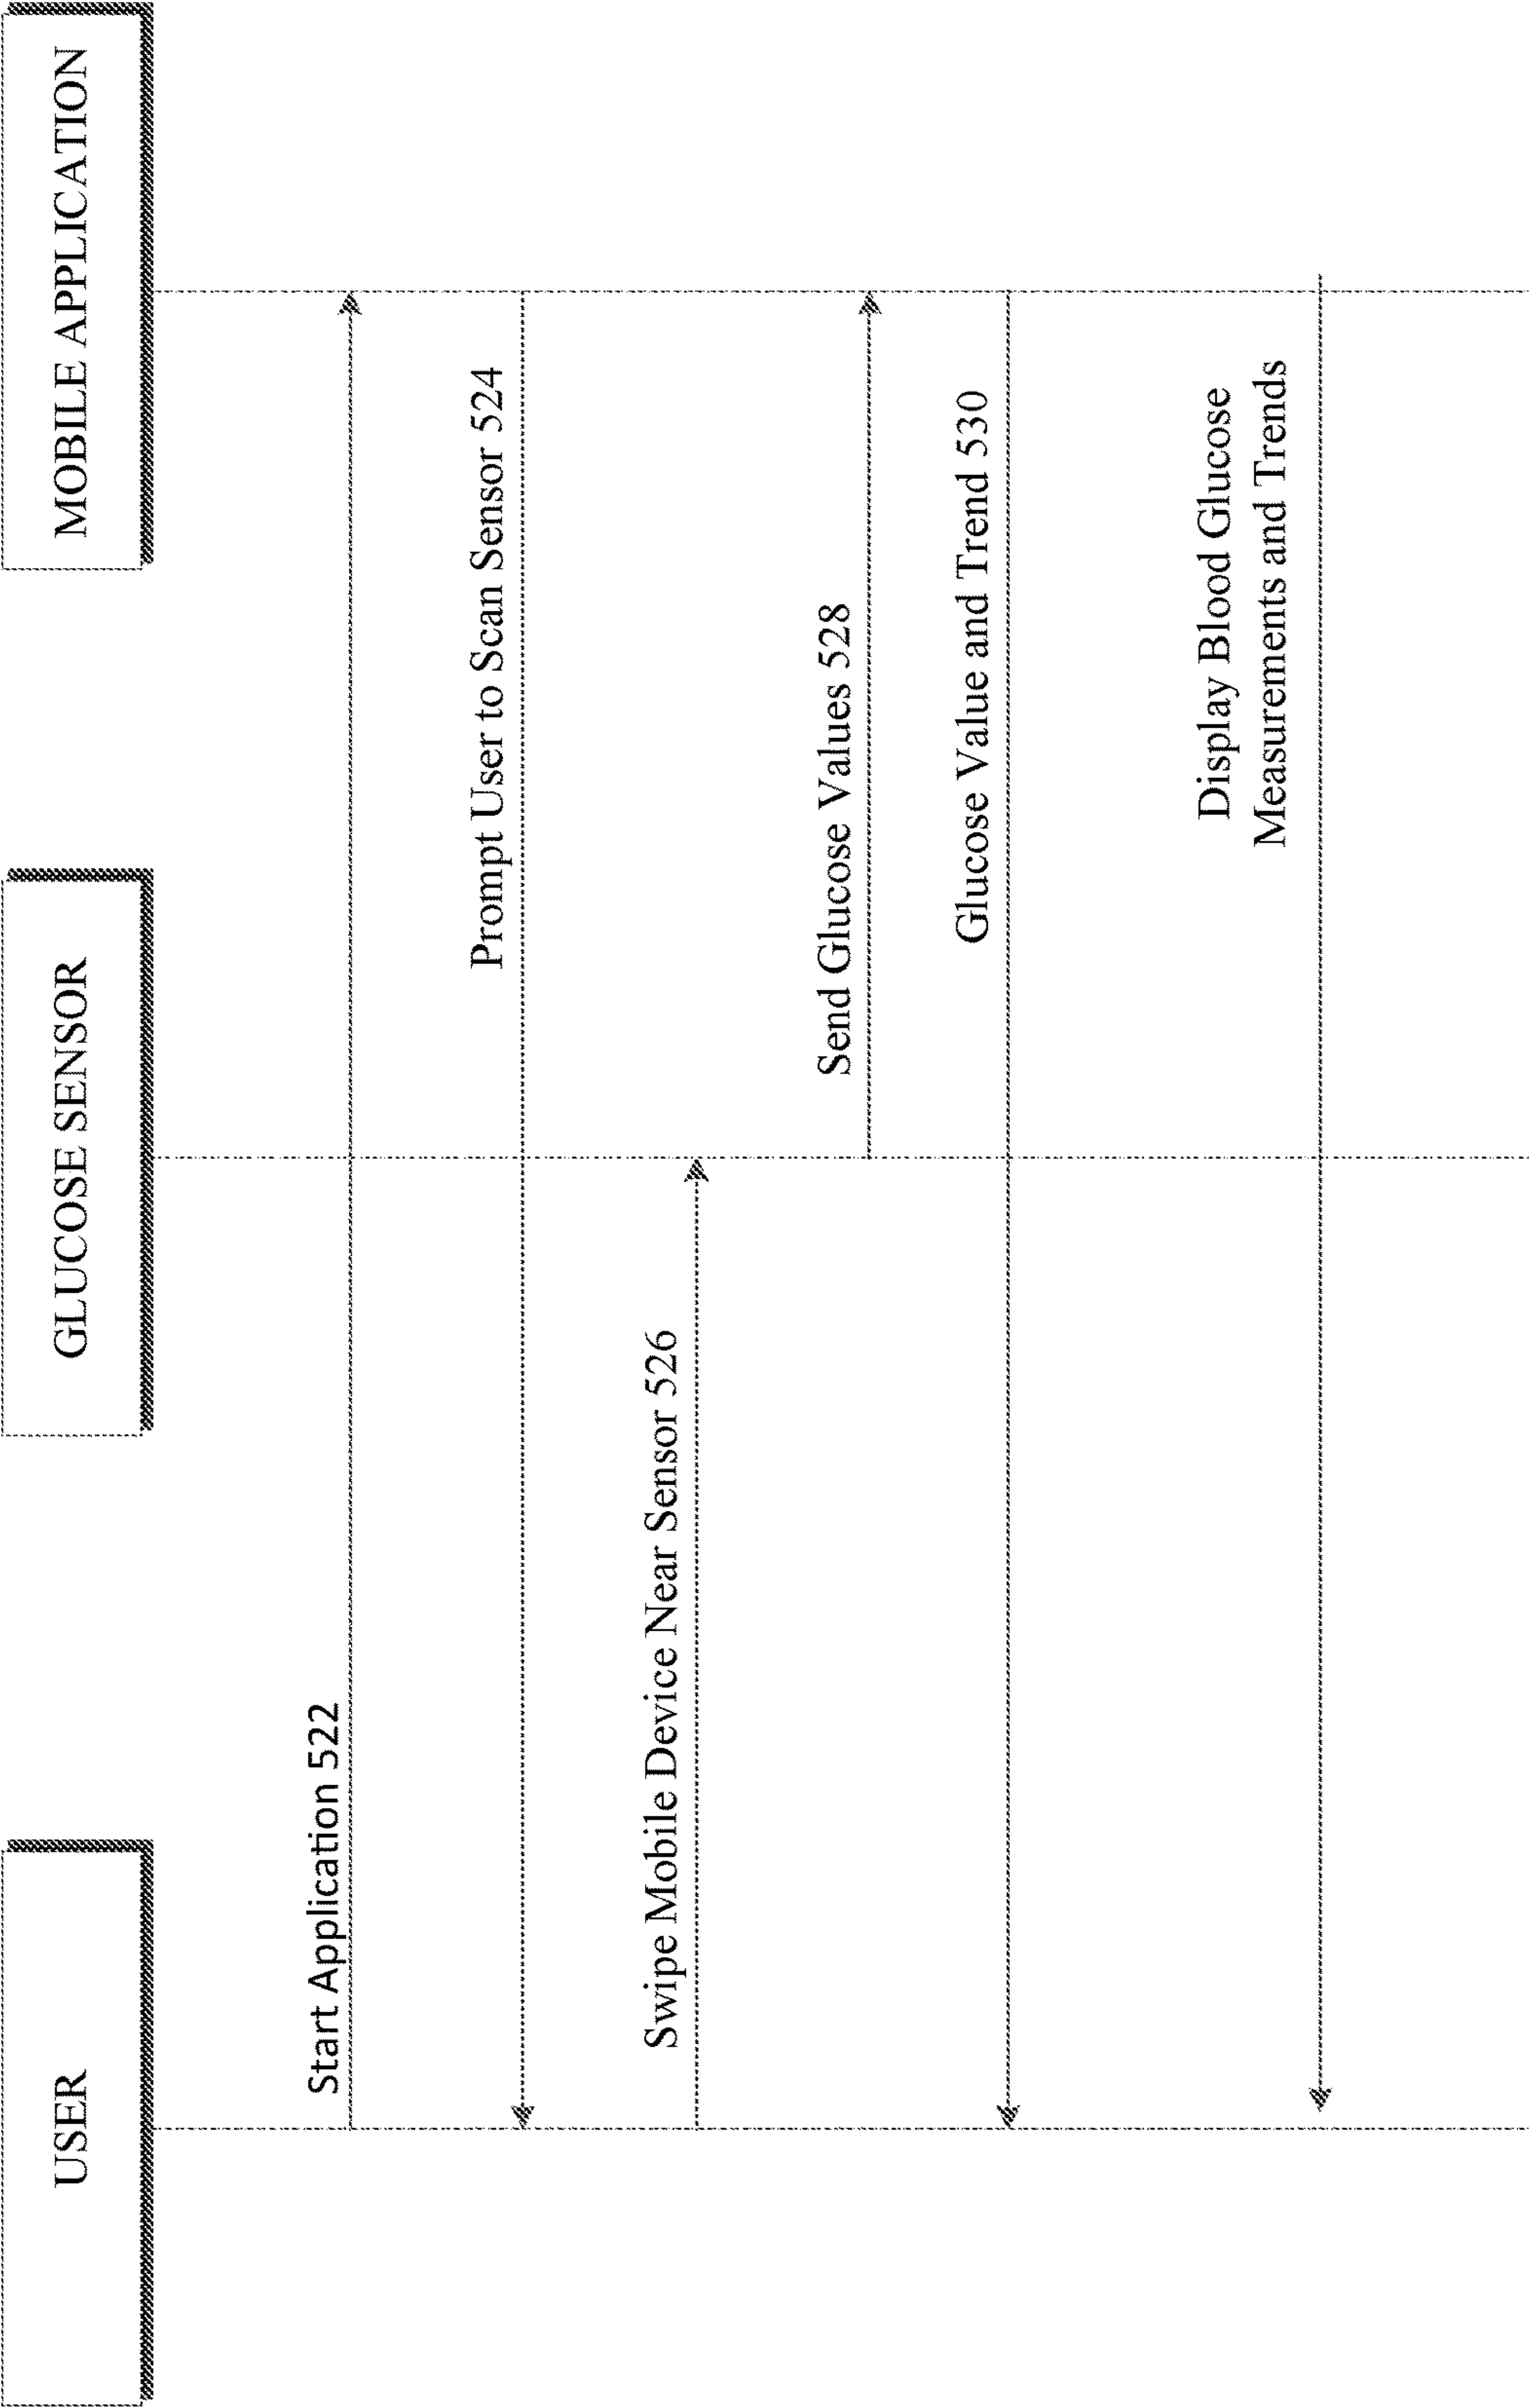 USER
GLUCOSE SENSOR
MOBILE APPLICATION
Start Application 522
Prompt User to Scan Sensor 524
Swipe Mobile Device Near Sensor 526
Send Glucose Values 528
Glucose Value and Trend 530
Display Blood Glucose
Measurements and Trends